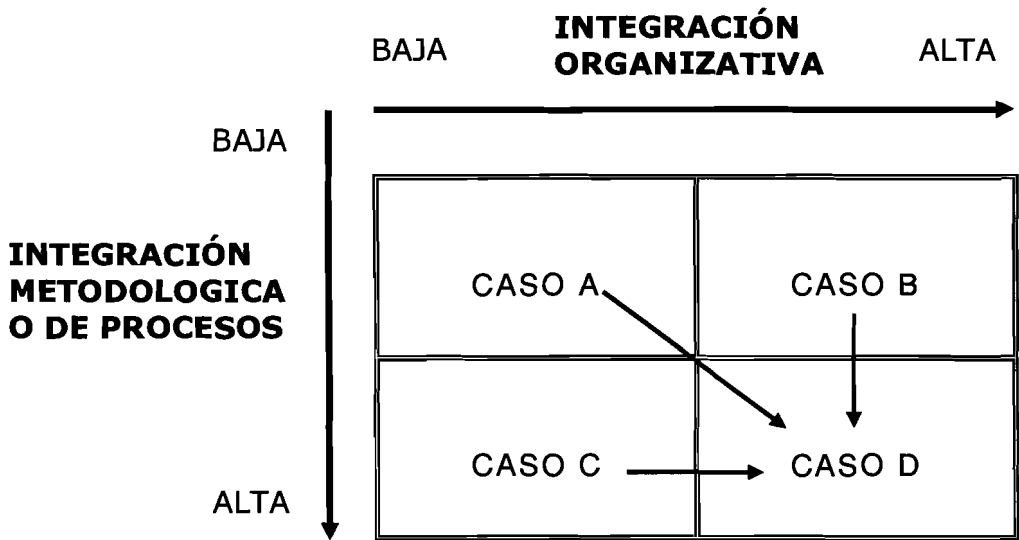 BAJA
INTEGRACIÓN
ORGANIZATIVA
ALTA
BAJA
INTEGRACIÓN
METODOLOGICA
O DE PROCESOS
ALTA
CASO A
CASO B
CASO C
CASO D